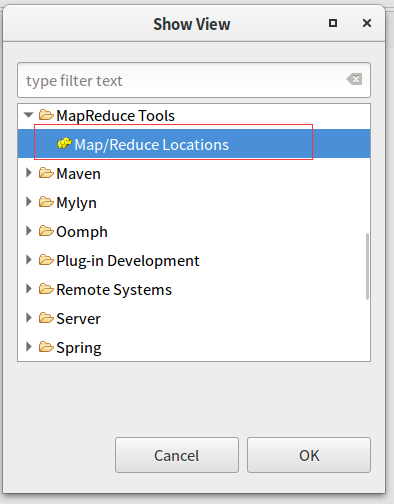 Show View
type filter text
MapReduce Tools
Map/Reduce Locations
Maven
Mylyn
Oomph
Plug-in Development
Remote Systems
Server
Spring
Cancel OK